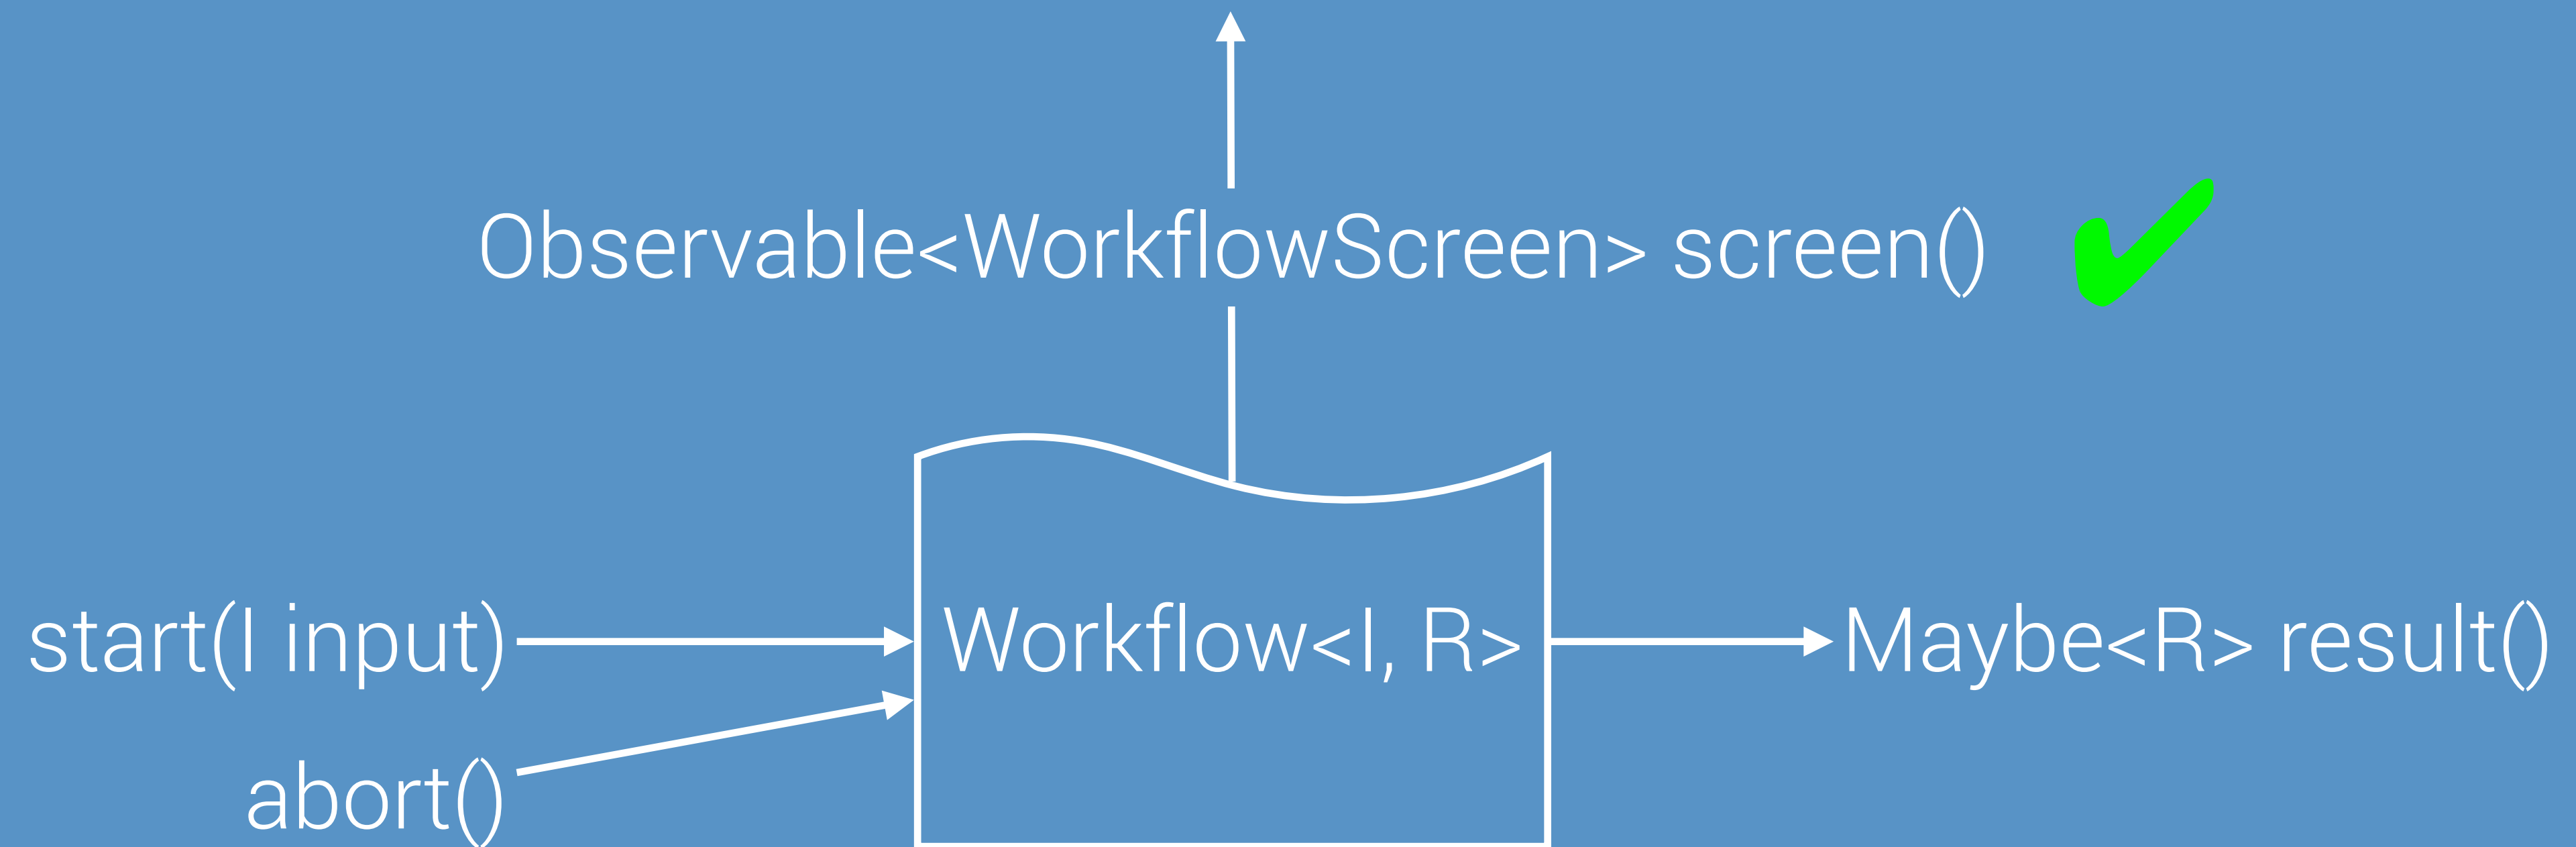 Observable<WorkflowScreen> screen()
start(I input)
Workflow<I, R>
Maybe<R> result()
abort()